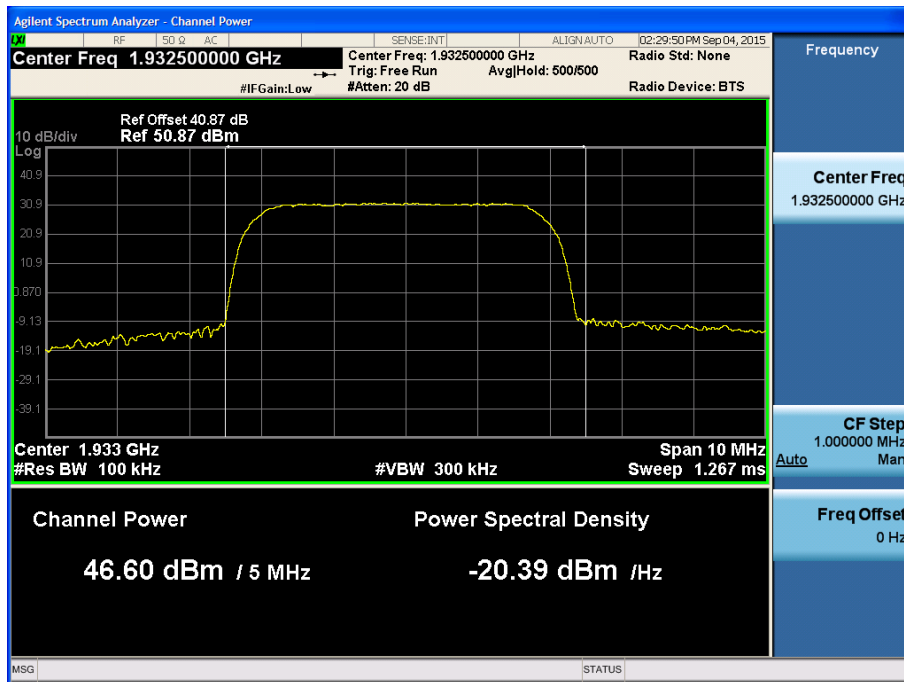 Agilent Spectrum Analyzer - Channel Power
LXI RF 50 Ω AC SENSE:INT ALIGN AUTO 02:29:50 PM Sep 04, 2015
Center Freq 1.932500000 GHz
Center Freq: 1.932500000 GHz Radio Std: None
Trig: Free Run Avg|Hold: 500/500
#IFGain:Low #Atten: 20 dB Radio Device: BTS
Ref Offset 40.87 dB
10 dB/div Ref 50.87 dBm
Log
40.9
30.9
20.9
10.9
0.870
-9.13
-19.1
-29.1
-39.1
Center 1.933 GHz Span 10 MHz
#Res BW 100 kHz #VBW 300 kHz Sweep 1.267 ms
Channel Power Power Spectral Density
46.60 dBm / 5 MHz -20.39 dBm /Hz
MSG STATUS
Frequency
Center Freq
1.932500000 GHz
CF Step
1.000000 MHz
Auto Man
Freq Offset
0 Hz